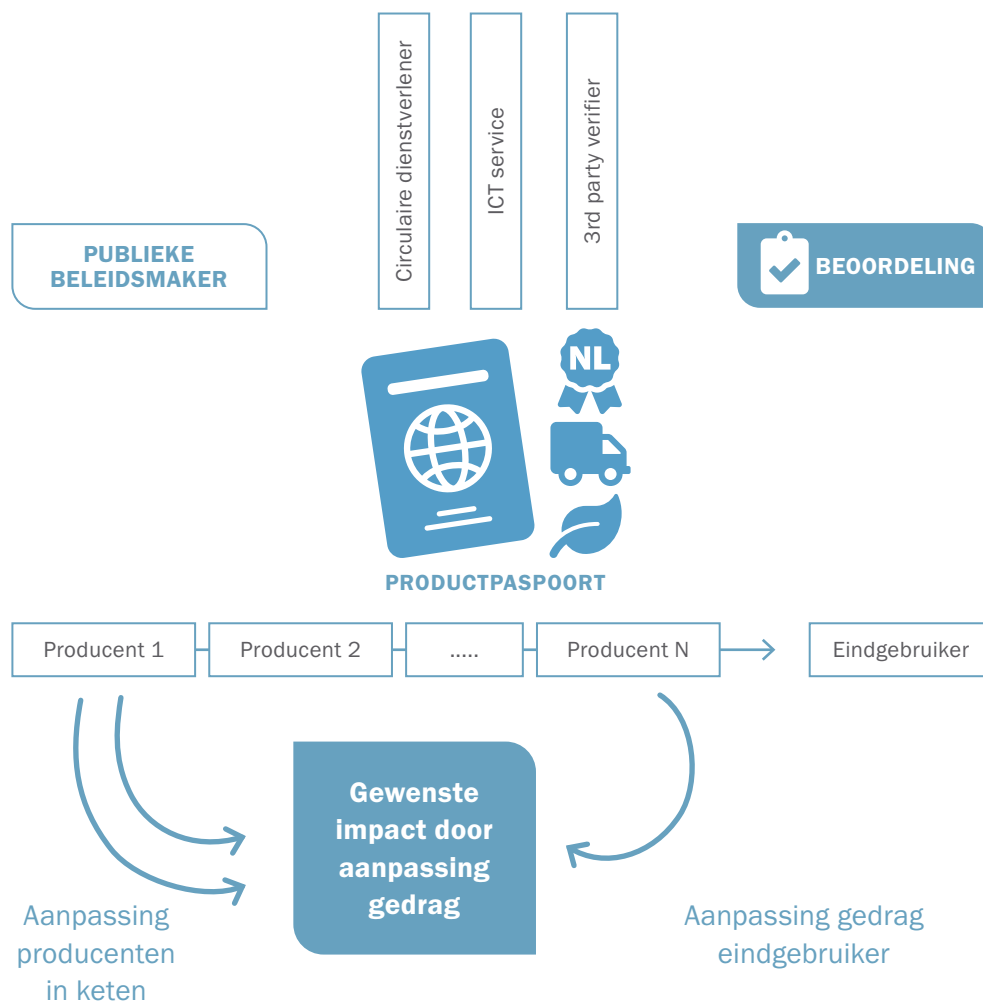 Circulaire dienstverlener
ICT service
3rd party verifier
PUBLIEKE
BELEIDSMAKER
BEOORDELING
NL
PRODUCTPASPOORT
Producent 1
Producent 2
.....
Producent N
Eindgebruiker
Gewenste
impact door
aanpassing
gedrag
Aanpassing
producenten
in keten
Aanpassing gedrag
eindgebruiker